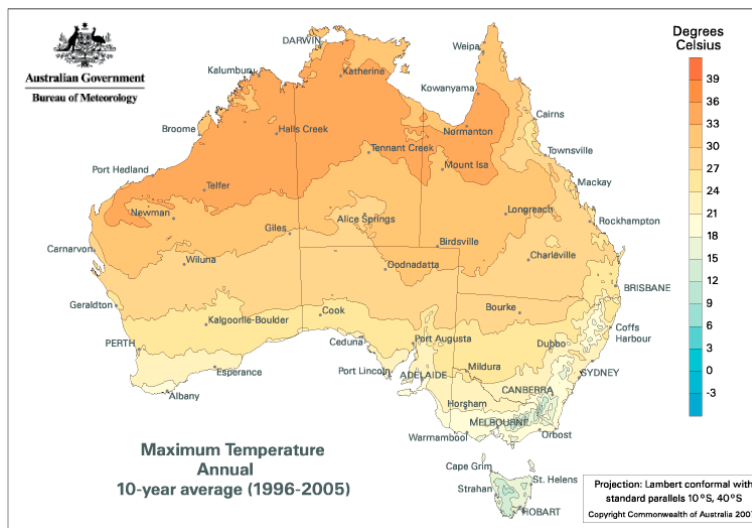 Australian Government
Bureau of Meteorology
Degrees
Celsius
39
36
33
30
27
24
21
18
15
12
9
6
3
0
-3
DARWIN
Weipa
Kalumburu
Katherine
Kowanyama
Cairns
Broome
Halls Creek
Normanton
Tennant Creek
Townsville
Port Hedland
Mount Isa
Mackay
Telfer
Newman
Alice Springs
Longreach
Rockhampton
Giles
Carnarvon
Birdsville
Wiluna
Oodnadatta
Charleville
BRISBANE
Geraldton
Bourke
Kalgoorlie-Boulder
Cook
Coffs
Harbour
Port Augusta
Ceduna
PERTH
Dubbo
Esperance
Port Lincoln
ADELAIDE
Mildura
SYDNEY
Albany
CANBERRA
Horsham
MELBOURNE
Warrnambool
Orbost
Maximum Temperature
Annual
10-year average (1996-2005)
Cape Grim
Strahan
St. Helens
HOBART
Projection: Lambert conformal with
standard parallels 10°S, 40°S
Copyright Commonwealth of Australia